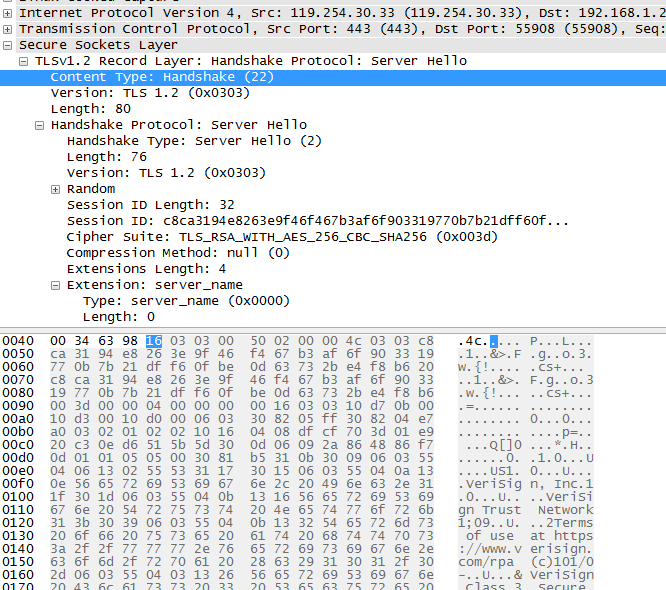 Internet Protocol Version 4, Src: 119.254.30.33 (119.254.30.33), Dst: 192.168.1.2
Transmission Control Protocol, Src Port: 443 (443), Dst Port: 55908 (55908), Seq:
Secure Sockets Layer
TLSv1.2 Record Layer: Handshake Protocol: Server Hello
Content Type: Handshake (22)
Version: TLS 1.2 (0x0303)
Length: 80
Handshake Protocol: Server Hello
Handshake Type: Server Hello (2)
Length: 76
Version: TLS 1.2 (0x0303)
Random
Session ID Length: 32
Session ID: c8ca3194e8263e9f46f467b3af6f903319770b7b21dff60f...
Cipher Suite: TLS_RSA_WITH_AES_256_CBC_SHA256 (0x003d)
Compression Method: null (0)
Extensions Length: 4
Extension: server_name
Type: server_name (0x0000)
Length: 0
0040 00 34 63 98 16 03 03 00 50 02 00 00 4c 03 03 c8 .4c..... P...L...
0050 ca 31 94 e8 26 3e 9f 46 f4 67 b3 af 6f 90 33 19 .1..&>.F .g..o.3.
0060 77 0b 7b 21 df f6 0f be 0d 63 73 2b e4 f8 b6 20 w.{!.... .cs+...
0070 c8 ca 31 94 e8 26 3e 9f 46 f4 67 b3 af 6f 90 33 ..1..&>. F.g..o.3
0080 19 77 0b 7b 21 df f6 0f be 0d 63 73 2b e4 f8 b6 .w.{!... ..cs+...
0090 00 3d 00 00 04 00 00 00 00 16 03 03 10 d7 0b 00 .=...... ........
00a0 10 d3 00 10 d0 00 06 03 30 82 05 ff 30 82 04 e7 ........ 0...0...
00b0 a0 03 02 01 02 02 10 16 04 08 df cf 70 3d 01 e9 ........ ....p=..
00c0 20 c3 0e d6 51 5b 5d 30 0d 06 09 2a 86 48 86 f7 ...Q[]0 ...*.H..
00d0 0d 01 01 05 05 00 30 81 b5 31 0b 30 09 06 03 55 ......0. .1.0...U
00e0 04 06 13 02 55 53 31 17 30 15 06 03 55 04 0a 13 ....US1. 0...U...
00f0 0e 56 65 72 69 53 69 67 6e 2c 20 49 6e 63 2e 31 .VeriSig n, Inc.1
0100 1f 30 1d 06 03 55 04 0b 13 16 56 65 72 69 53 69 .0...U.. ..VeriSi
0110 67 6e 20 54 72 75 73 74 20 4e 65 74 77 6f 72 6b gn Trust Network
0120 31 3b 30 39 06 03 55 04 0b 13 32 54 65 72 6d 73 1;09..U. ..2Terms
0130 20 6f 66 20 75 73 65 20 61 74 20 68 74 74 70 73 of use at https
0140 3a 2f 2f 77 77 77 2e 76 65 72 69 73 69 67 6e 2e ://www.v erisign.
0150 63 6f 6d 2f 72 70 61 20 28 63 29 31 30 31 2f 30 com/rpa (c)101/0
0160 2d 06 03 55 04 03 13 26 56 65 72 69 53 69 67 6e -..U...& VeriSign
0170 20 43 6c 61 73 73 20 33 20 53 65 63 75 72 65 20 Class 3 Secure